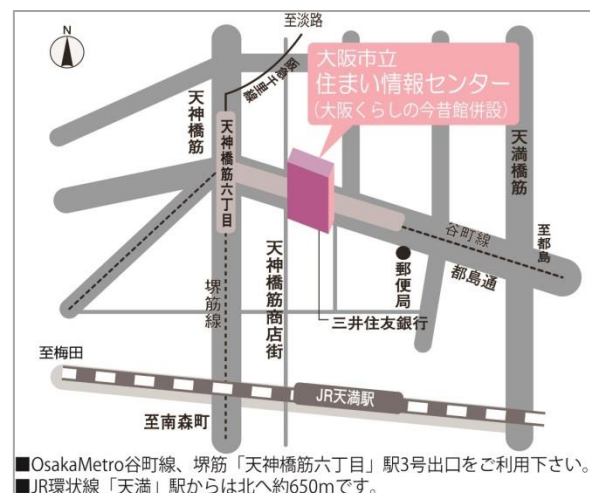 至淡路
N
阪急千里線
大阪市立
住まい情報センター
(大阪くらしの今昔館併設)
天神橋筋
天神橋筋六丁目
天満橋筋
谷町線
至都島
都島通
郵便局
堺筋線
天神橋筋商店街
三井住友銀行
至梅田
JR天満駅
至南森町
■OsakaMetro谷町線、堺筋「天神橋筋六丁目」駅3号出口をご利用下さい。
■JR環状線「天満」駅からは北へ約650mです。